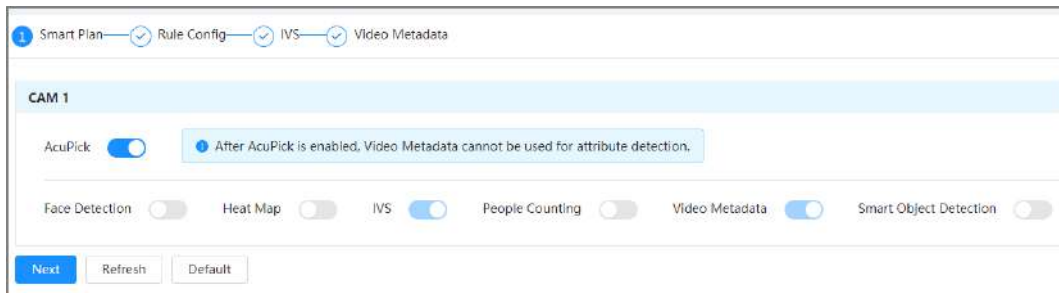 1 Smart Plan Rule Config IVS Video Metadata
CAM 1
AcuPick After AcuPick is enabled, Video Metadata cannot be used for attribute detection.
Face Detection Heat Map IVS People Counting Video Metadata Smart Object Detection
Next Refresh Default